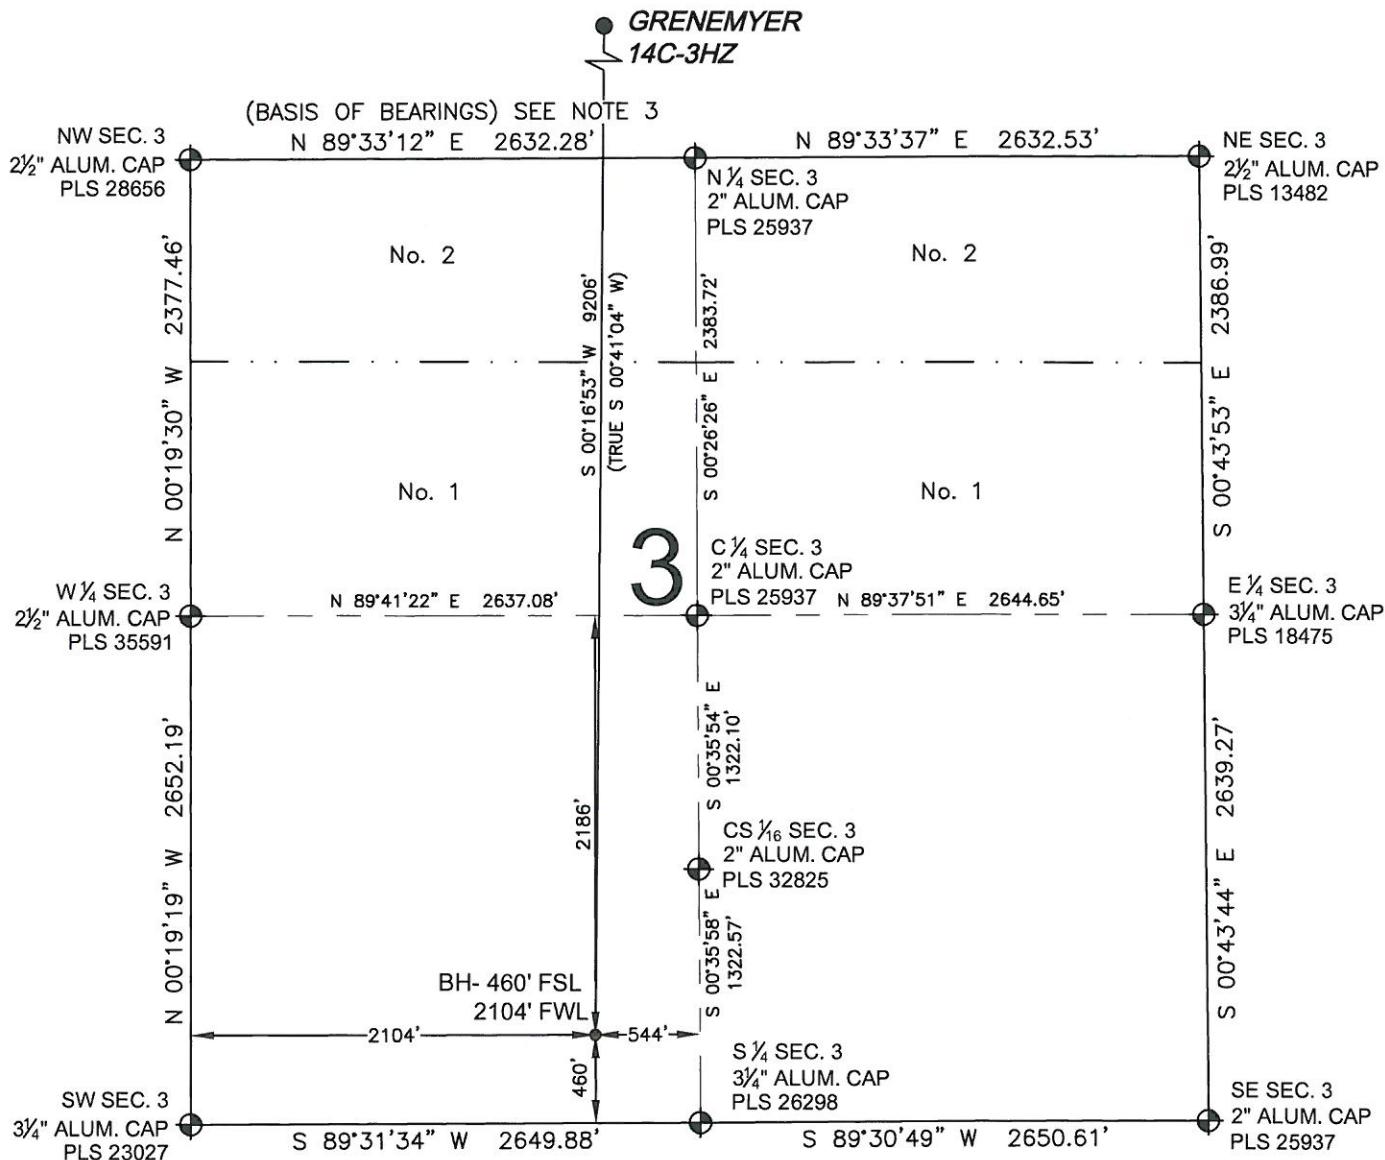 GRENEMYER
14C-3HZ
(BASIS OF BEARINGS) SEE NOTE 3
N 89°33'12" E 2632.28'
N 89°33'37" E 2632.53'
NW SEC. 3
2½" ALUM. CAP
PLS 28656
N ¼ SEC. 3
2" ALUM. CAP
PLS 25937
NE SEC. 3
2½" ALUM. CAP
PLS 13482
No. 2
No. 2
N 00°19'30" W 2377.46'
S 00°16'53" W 9206'
(TRUE S 00°41'04" W)
S 00°26'26" E 2383.72'
S 00°43'53" E 2386.99'
No. 1
No. 1
3
C ¼ SEC. 3
2" ALUM. CAP
PLS 25937
W ¼ SEC. 3
2½" ALUM. CAP
PLS 35591
N 89°41'22" E 2637.08'
N 89°37'51" E 2644.65'
E ¼ SEC. 3
3¼" ALUM. CAP
PLS 18475
N 00°19'19" W 2652.19'
2186'
S 00°35'54" E
1322.10'
S 00°43'44" E 2639.27'
CS 1⁄16 SEC. 3
2" ALUM. CAP
PLS 32825
S 00°35'58" E
1322.57'
BH- 460' FSL
2104' FWL
2104'
544'
460'
S ¼ SEC. 3
3¼" ALUM. CAP
PLS 26298
SW SEC. 3
3¼" ALUM. CAP
PLS 23027
S 89°31'34" W 2649.88'
S 89°30'49" W 2650.61'
SE SEC. 3
2" ALUM. CAP
PLS 25937